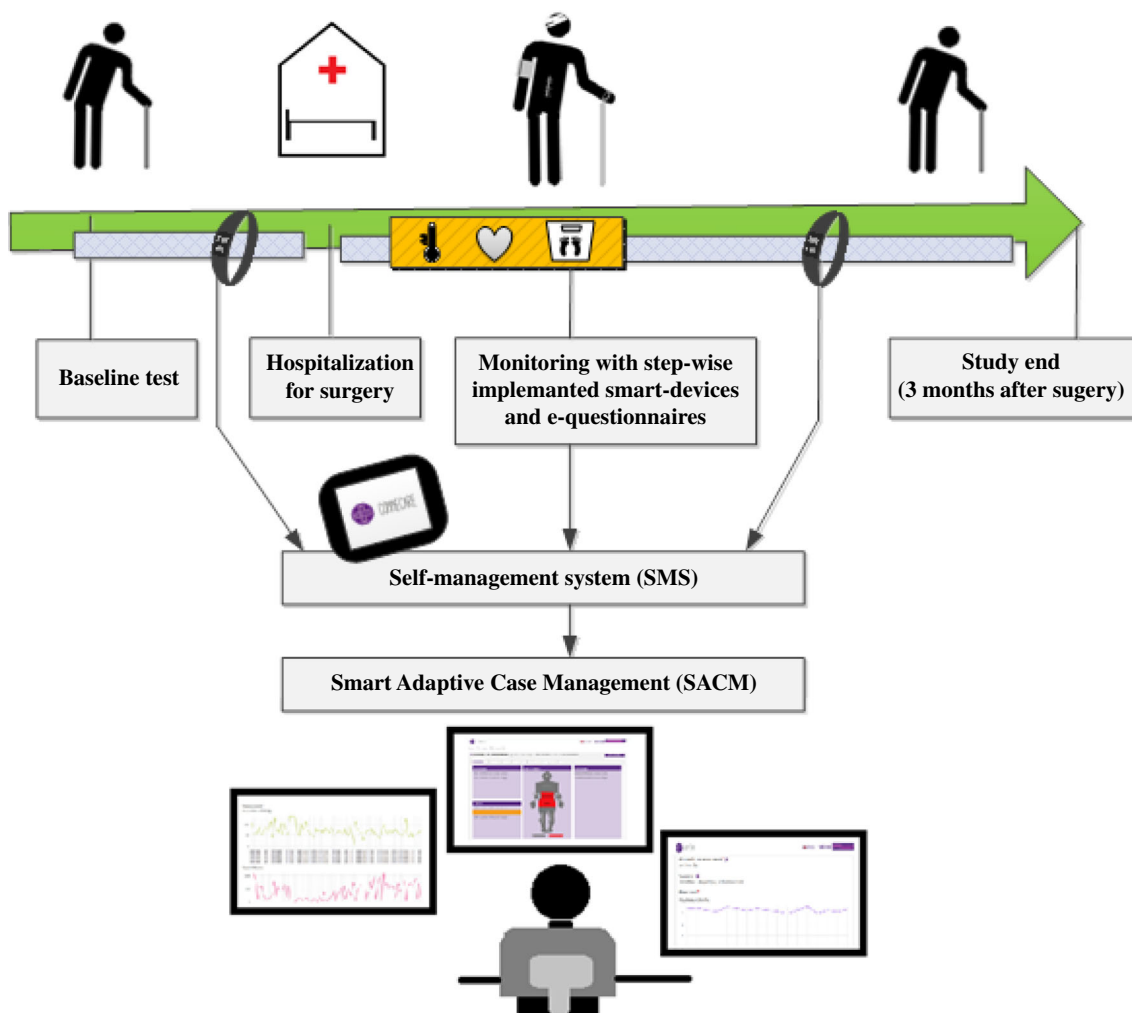 Baseline test
Hospitalization
for surgery
Monitoring with step-wise
implemanted smart-devices
and e-questionnaires
Study end
(3 months after sugery)
CONNECARE
Self-management system (SMS)
Smart Adaptive Case Management (SACM)